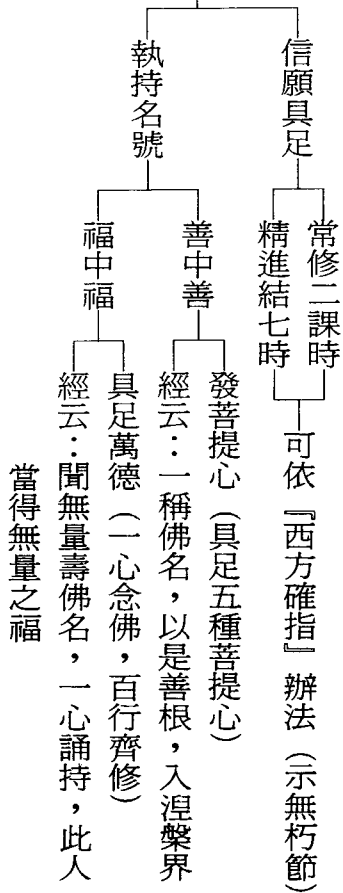 信願具足
常修二課時
精進結七時
可依『西方確指』辦法（示無朽節）
執持名號
善中善
發菩提心（具足五種菩提心）
經云：一稱佛名，以是善根，入涅槃界
福中福
具足萬德（一心念佛，百行齊修）
經云：聞無量壽佛名，一心誦持，此人
當得無量之福